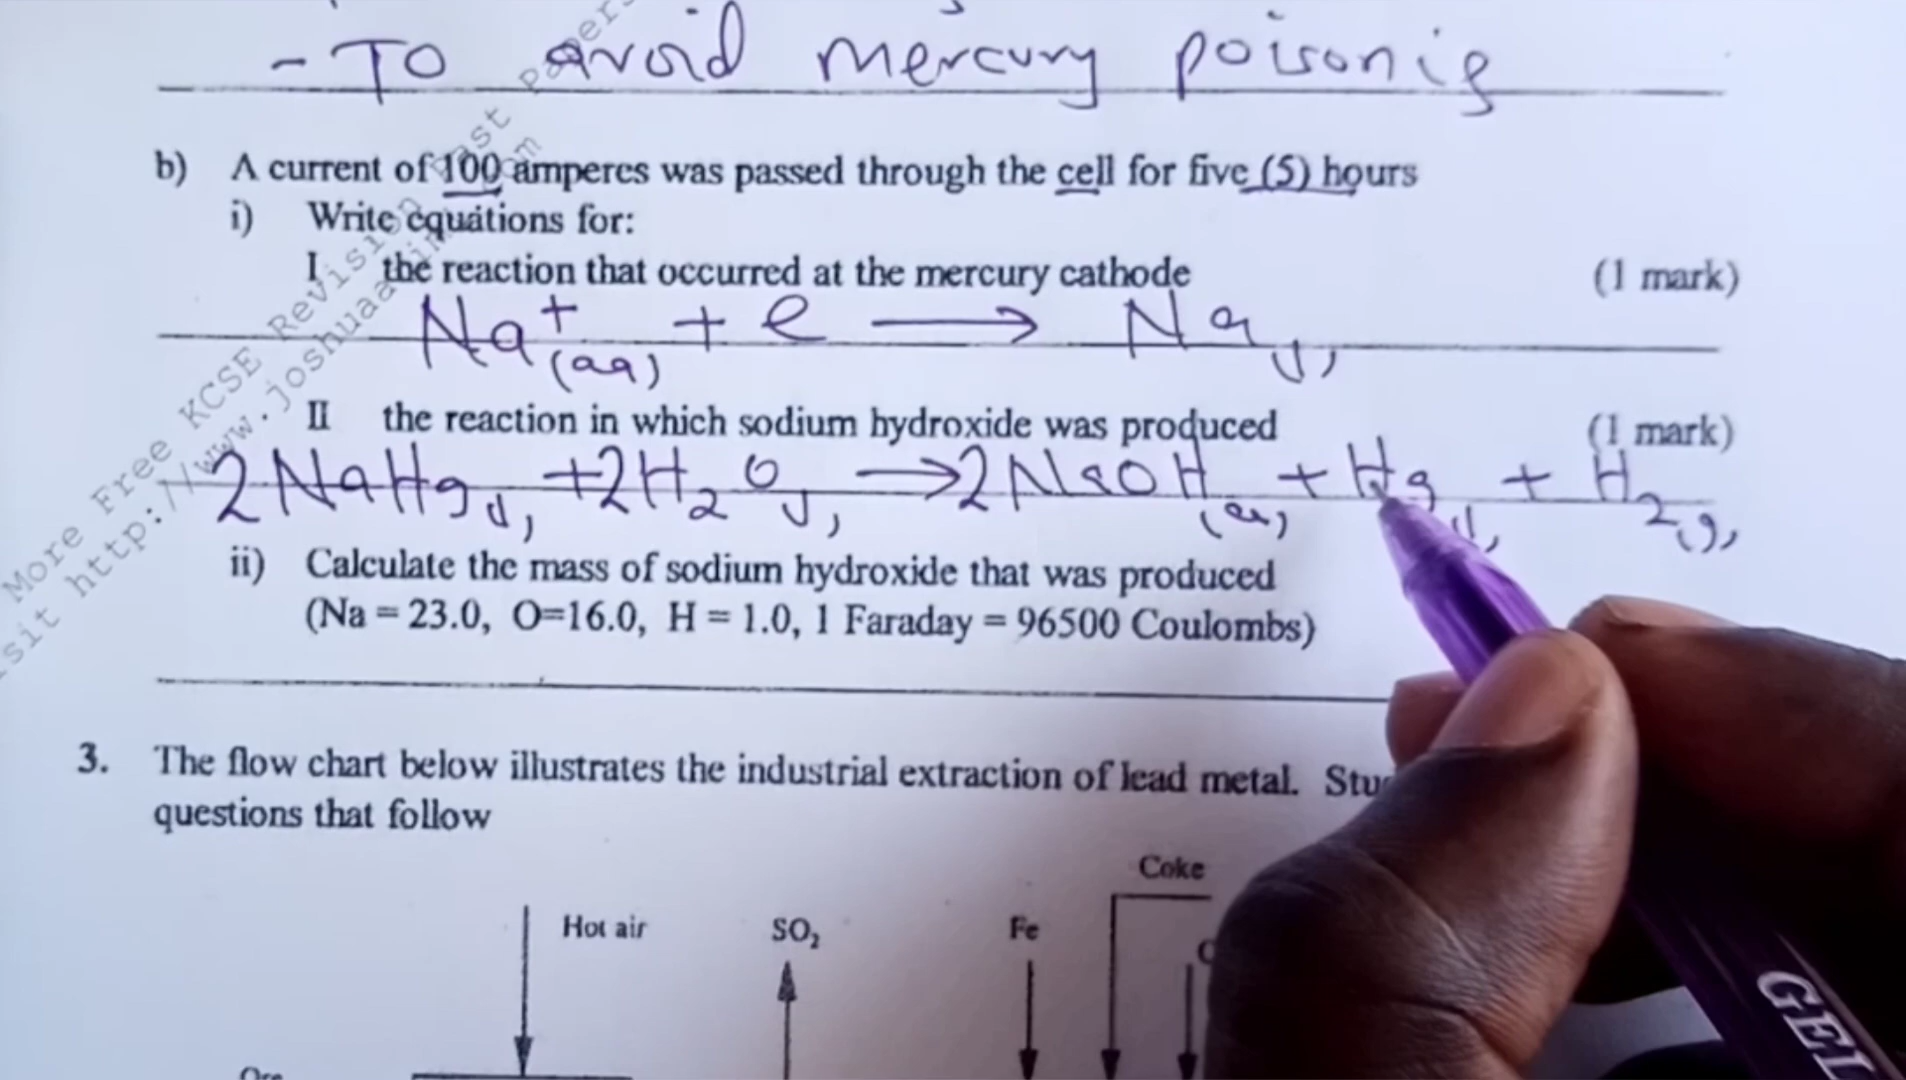 - To avoid mercury poisonig
b) A current of 100 amperes was passed through the cell for five (5) hours
i) Write equations for:
I the reaction that occurred at the mercury cathode (1 mark)
Na⁺(aq) + e → Na(l)
II the reaction in which sodium hydroxide was produced (1 mark)
2NaHg(l) + 2H₂O(l) → 2NaOH(aq) + Hg(l) + H₂(g)
ii) Calculate the mass of sodium hydroxide that was produced
(Na = 23.0, O=16.0, H = 1.0, 1 Faraday = 96500 Coulombs)
3. The flow chart below illustrates the industrial extraction of lead metal.
questions that follow
Coke
Hot air SO₂ Fe
Ore
More Free KCSE Revision Past Papers
http://www.joshuaarim
GEL